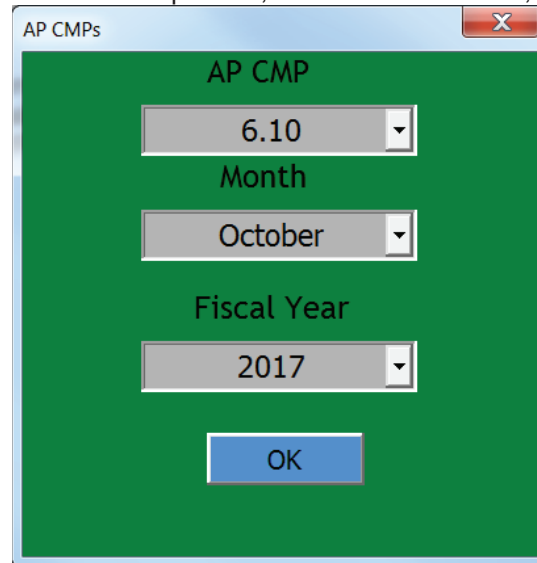 AP CMPs
AP CMP
6.10
Month
October
Fiscal Year
2017
OK